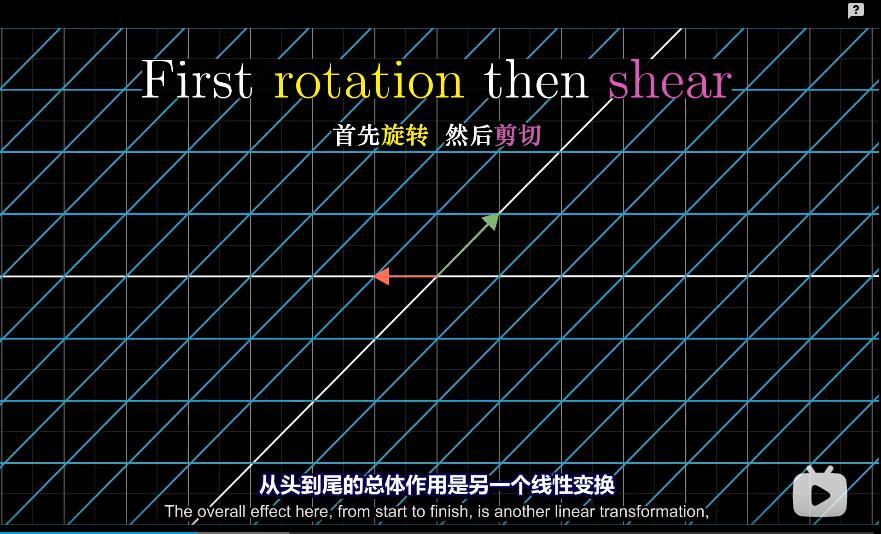 ?
First rotation then shear
首先旋转 然后剪切
从头到尾的总体作用是另一个线性变换
The overall effect here, from start to finish, is another linear transformation,